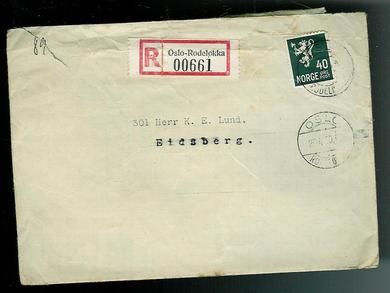 89
R
Oslo-Rodeløkka
00661
40
NORGE
301 Herr K. E. Lund.
Eidsberg.
OSLO